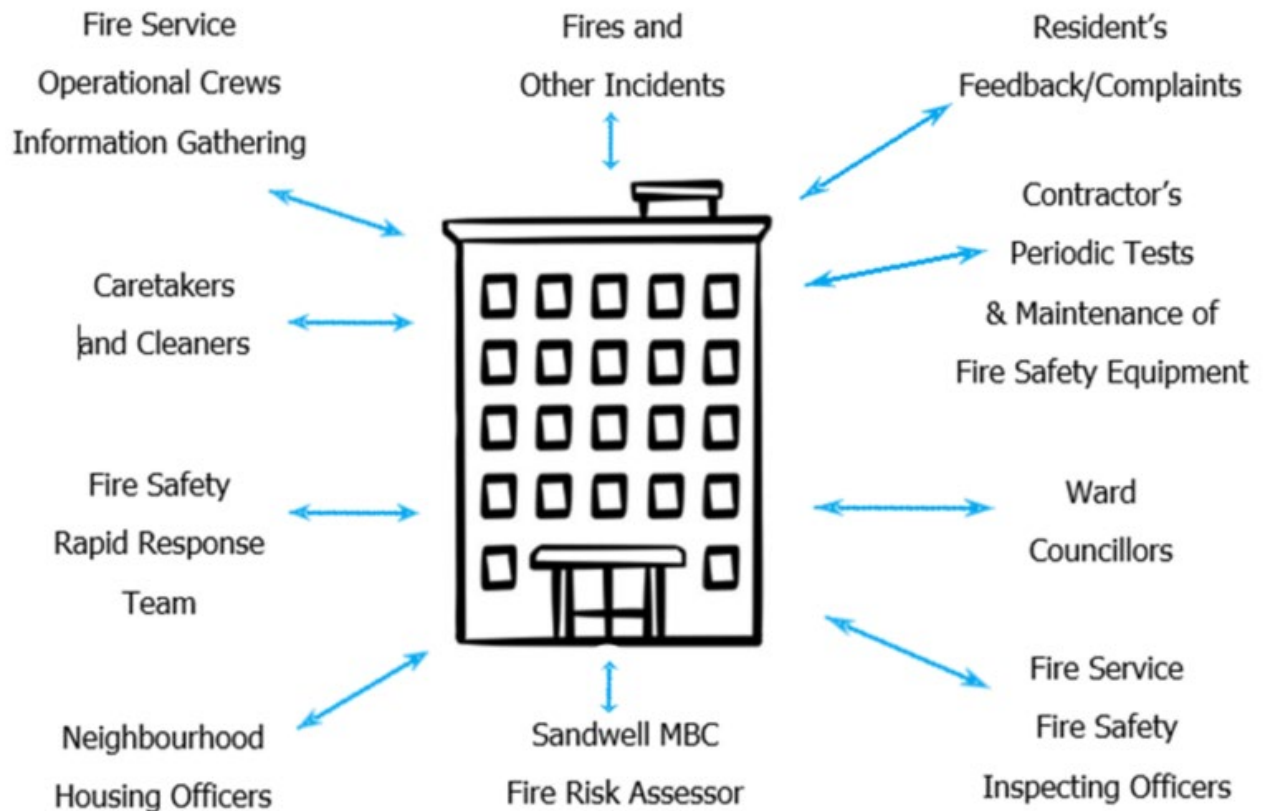 Fire Service
Operational Crews
Information Gathering
Fires and
Other Incidents
Resident's
Feedback/Complaints
Caretakers
and Cleaners
Contractor's
Periodic Tests
& Maintenance of
Fire Safety Equipment
Fire Safety
Rapid Response
Team
Ward
Councillors
Neighbourhood
Housing Officers
Sandwell MBC
Fire Risk Assessor
Fire Service
Fire Safety
Inspecting Officers